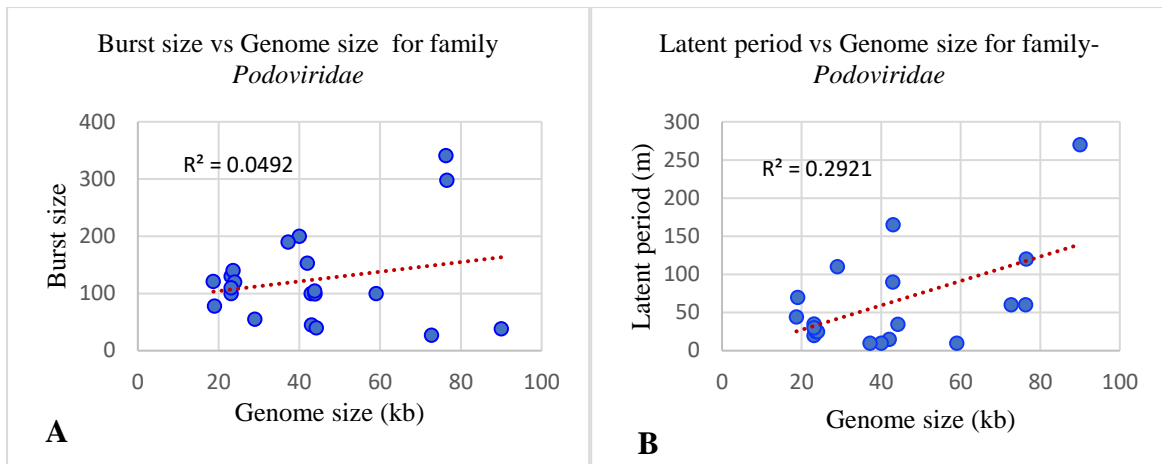 Burst size vs Genome size for family
Podoviridae
400
300
200
100
0
R² = 0.0492
Burst size
0 20 40 60 80 100
Genome size (kb)
A
Latent period vs Genome size for family-
Podoviridae
300
250
200
150
100
50
0
R² = 0.2921
Latent period (m)
0 20 40 60 80 100
Genome size (kb)
B